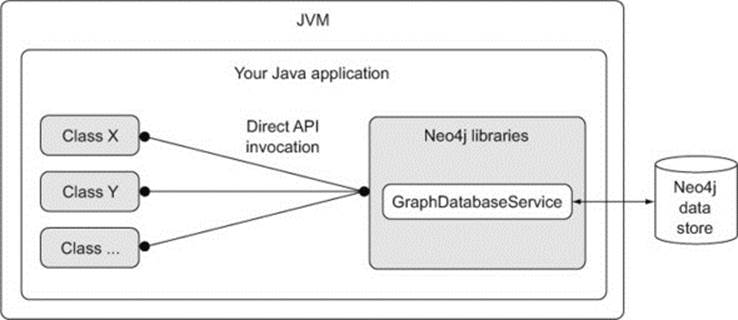 JVM
Your Java application
Class X
Class Y
Class ...
Direct API
invocation
Neo4j libraries
GraphDatabaseService
Neo4j
data
store